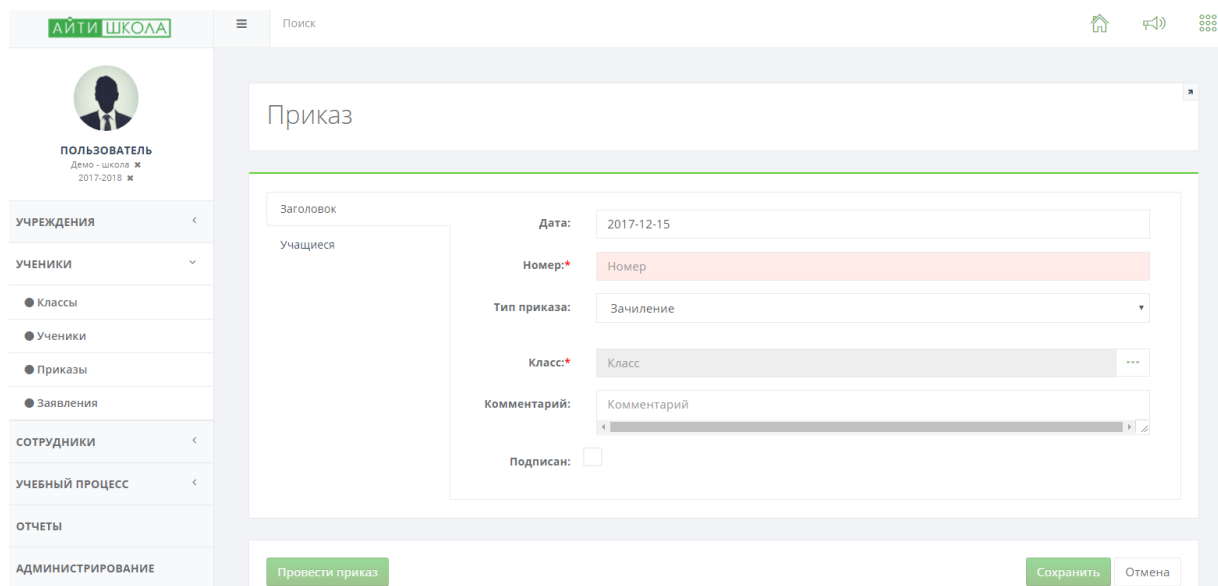 АЙТИ ШКОЛА
Поиск
ПОЛЬЗОВАТЕЛЬ
Демо - школа ✖
2017-2018 ✖
УЧРЕЖДЕНИЯ
УЧЕНИКИ
Классы
Ученики
Приказы
Заявления
СОТРУДНИКИ
УЧЕБНЫЙ ПРОЦЕСС
ОТЧЕТЫ
АДМИНИСТРИРОВАНИЕ
Приказ
Заголовок
Учащиеся
Дата: 2017-12-15
Номер:* Номер
Тип приказа: Зачиление
Класс:* Класс ...
Комментарий: Комментарий
Подписан:
Провести приказ Сохранить Отмена